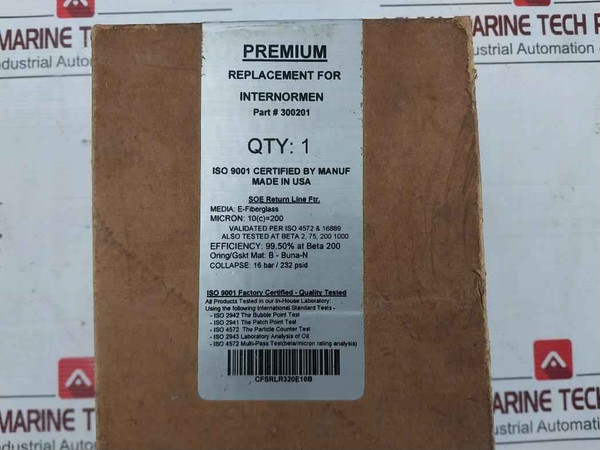 PREMIUM
REPLACEMENT FOR
INTERNORMEN
Part # 300201
QTY: 1
ISO 9001 CERTIFIED BY MANUF
MADE IN USA
SOE Return Line Ftr.
MEDIA: E-Fiberglass
MICRON: 10(c)=200
VALIDATED PER ISO 4572 & 16889
ALSO TESTED AT BETA 2, 75, 200 1000
EFFICIENCY: 99.50% at Beta 200
Oring/Gskt Mat: B - Buna-N
COLLAPSE: 16 bar / 232 psid
ISO 9001 Factory Certified - Quality Tested
All Products Tested in our In-House Laboratory:
Using the following International Standard Tests -
- ISO 2942 The Bubble Point Test
- ISO 2941 The Patch Point Test
- ISO 4572 The Particle Counter Test
- ISO 2943 Laboratory Analysis of Oil
- ISO 4572 Multi-Pass Test(beta/micron rating analysis)
CFSRLR320E10B
MARINE TECH
Industrial Automation
MARINE TECH P
Industrial Automation
MARINE
Industrial Auto
ARINE TECH